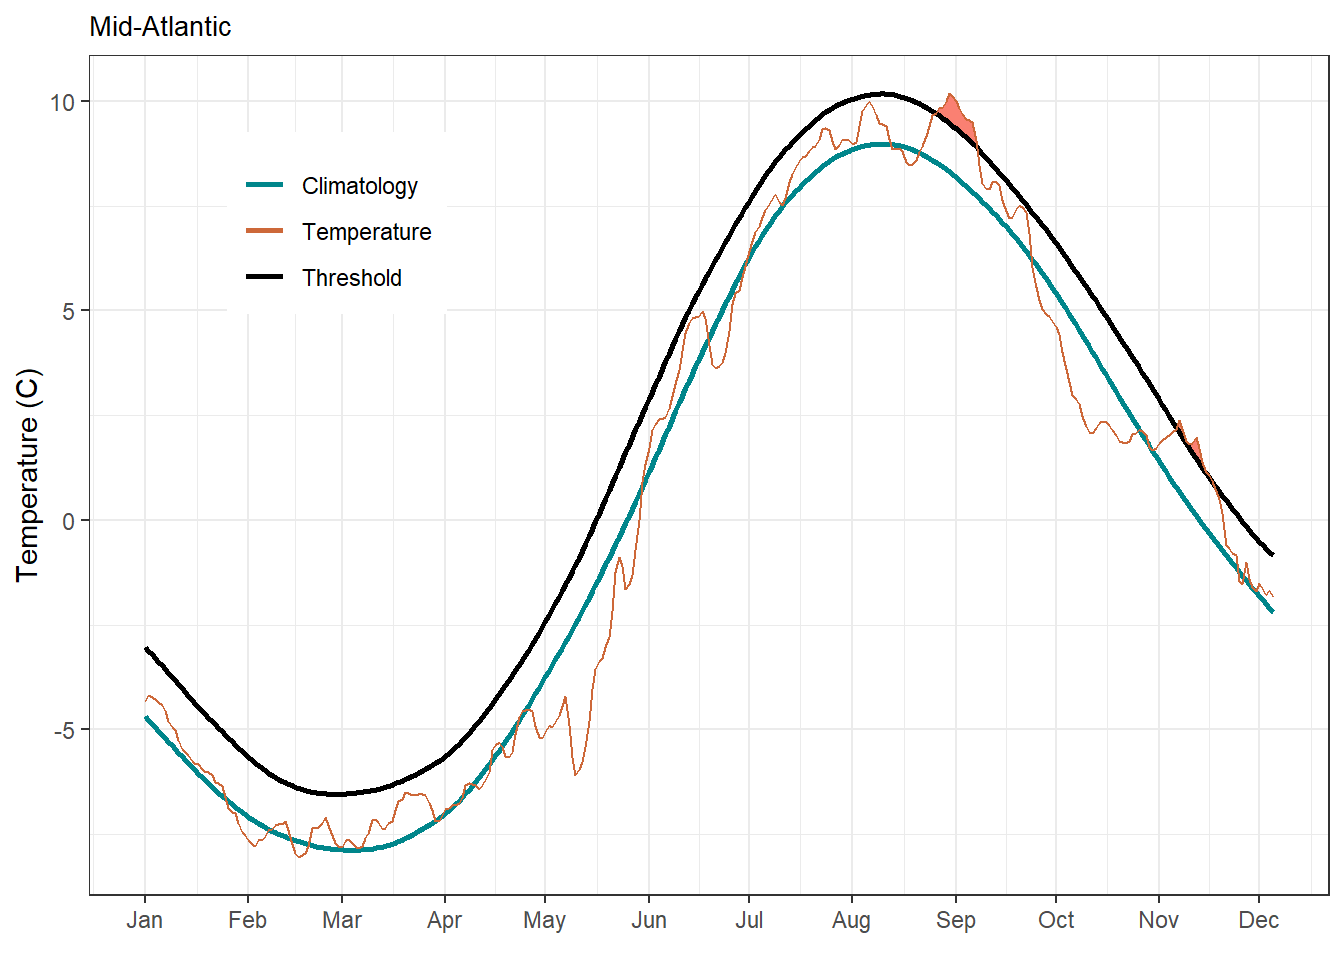 Mid-Atlantic
10
5
0
-5
Temperature (C)
Climatology
Temperature
Threshold
Jan Feb Mar Apr May Jun Jul Aug Sep Oct Nov Dec